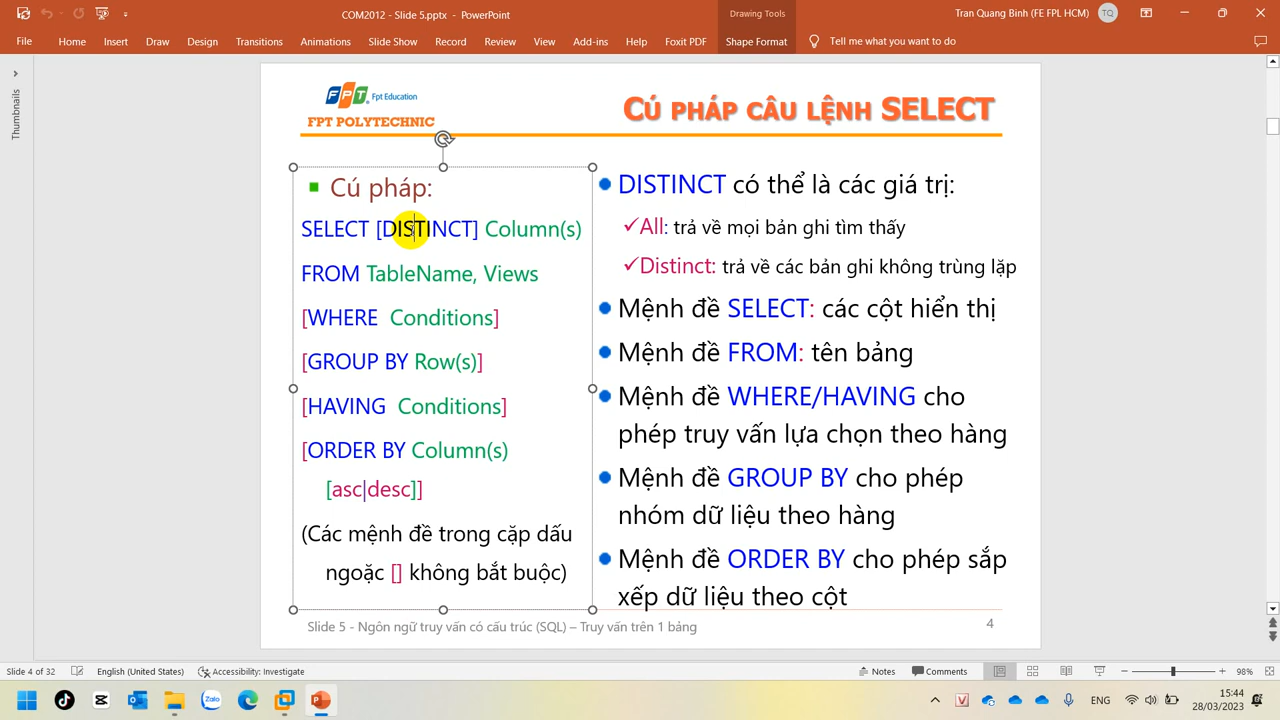 COM2012 - Slide 5.pptx - PowerPoint
Drawing Tools
Tran Quang Binh (FE FPL HCM)
TQ
File Home Insert Draw Design Transitions Animations Slide Show Record Review View Add-ins Help Foxit PDF Shape Format Tell me what you want to do
Thumbnails
FPT Fpt Education
FPT POLYTECHNIC
CÚ PHÁP CÂU LỆNH SELECT
Cú pháp:
SELECT [DISTINCT] Column(s)
FROM TableName, Views
[WHERE Conditions]
[GROUP BY Row(s)]
[HAVING Conditions]
[ORDER BY Column(s)
[asc|desc]]
(Các mệnh đề trong cặp dấu
ngoặc [] không bắt buộc)
DISTINCT có thể là các giá trị:
✓All: trả về mọi bản ghi tìm thấy
✓Distinct: trả về các bản ghi không trùng lặp
Mệnh đề SELECT: các cột hiển thị
Mệnh đề FROM: tên bảng
Mệnh đề WHERE/HAVING cho
phép truy vấn lựa chọn theo hàng
Mệnh đề GROUP BY cho phép
nhóm dữ liệu theo hàng
Mệnh đề ORDER BY cho phép sắp
xếp dữ liệu theo cột
Slide 5 - Ngôn ngữ truy vấn có cấu trúc (SQL) – Truy vấn trên 1 bảng
4
Slide 4 of 32 English (United States) Accessibility: Investigate Notes Comments 98%
Zalo
ENG
15:44
28/03/2023